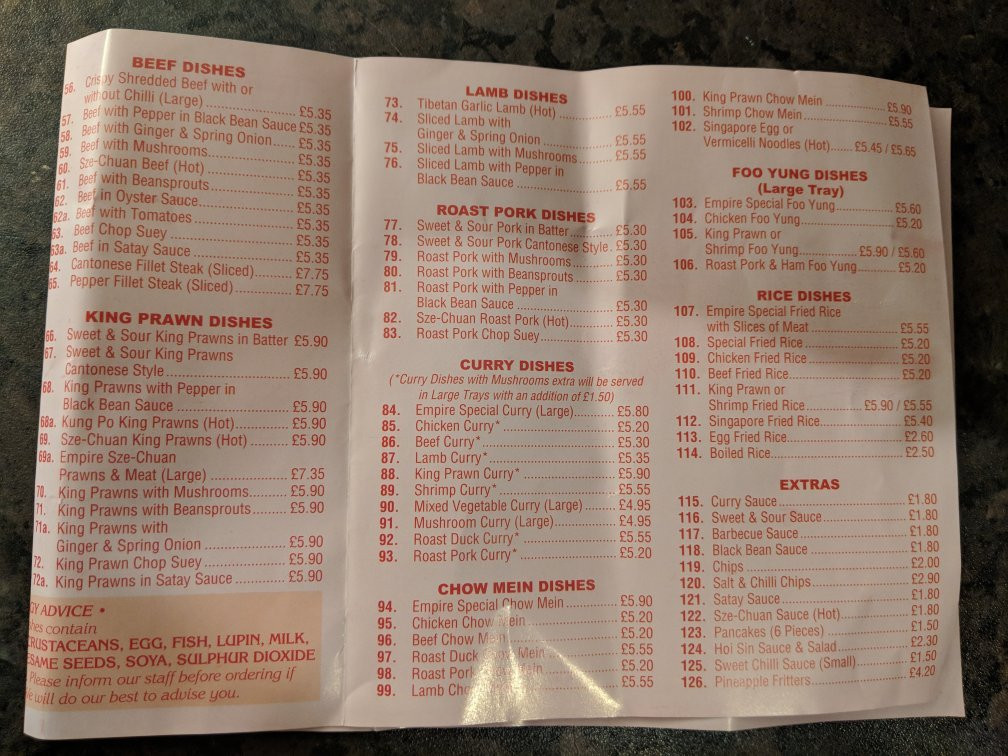 BEEF DISHES
56. Crispy Shredded Beef with or
without Chilli (Large) £5.35
57. Beef with Pepper in Black Bean Sauce £5.35
58. Beef with Ginger & Spring Onion £5.35
59. Beef with Mushrooms £5.35
60. Sze-Chuan Beef (Hot) £5.35
61. Beef with Beansprouts £5.35
62. Beef in Oyster Sauce £5.35
62a. Beef with Tomatoes £5.35
63. Beef Chop Suey £5.35
63a. Beef in Satay Sauce £5.35
64. Cantonese Fillet Steak (Sliced) £7.75
65. Pepper Fillet Steak (Sliced) £7.75
KING PRAWN DISHES
66. Sweet & Sour King Prawns in Batter £5.90
67. Sweet & Sour King Prawns
Cantonese Style £5.90
68. King Prawns with Pepper in
Black Bean Sauce £5.90
68a. Kung Po King Prawns (Hot) £5.90
69. Sze-Chuan King Prawns (Hot) £5.90
69a. Empire Sze-Chuan
Prawns & Meat (Large) £7.35
70. King Prawns with Mushrooms £5.90
71. King Prawns with Beansprouts £5.90
71a. King Prawns with
Ginger & Spring Onion £5.90
72. King Prawn Chop Suey £5.90
72a. King Prawns in Satay Sauce £5.90
ADVICE •
contain
EGG, FISH, LUPIN, MILK,
SEEDS, SOYA, SULPHUR DIOXIDE
Please inform our staff before ordering if
will do our best to advise you.
LAMB DISHES
73. Tibetan Garlic Lamb (Hot) £5.55
74. Sliced Lamb with
Ginger & Spring Onion £5.55
75. Sliced Lamb with Mushrooms £5.55
76. Sliced Lamb with Pepper in
Black Bean Sauce £5.55
ROAST PORK DISHES
77. Sweet & Sour Pork in Batter £5.30
78. Sweet & Sour Pork Cantonese Style £5.30
79. Roast Pork with Mushrooms £5.30
80. Roast Pork with Beansprouts £5.30
81. Roast Pork with Pepper in
Black Bean Sauce £5.30
82. Sze-Chuan Roast Pork (Hot) £5.30
83. Roast Pork Chop Suey £5.30
CURRY DISHES
(*Curry Dishes with Mushrooms extra will be served
in Large Trays with an addition of £1.50)
84. Empire Special Curry (Large) £5.80
85. Chicken Curry* £5.20
86. Beef Curry* £5.30
87. Lamb Curry* £5.35
88. King Prawn Curry* £5.90
89. Shrimp Curry* £5.55
90. Mixed Vegetable Curry (Large) £4.95
91. Mushroom Curry (Large) £4.95
92. Roast Duck Curry* £5.55
93. Roast Pork Curry* £5.20
CHOW MEIN DISHES
94. Empire Special Chow Mein £5.90
95. Chicken Chow Mein £5.20
96. Beef Chow Mein £5.20
97. Roast Duck Chow Mein £5.55
98. Roast Pork Chow Mein £5.20
99. Lamb £5.55
100. King Prawn Chow Mein £5.90
101. Shrimp Chow Mein £5.55
102. Singapore Egg or
Vermicelli Noodles (Hot) £5.45 / £5.65
FOO YUNG DISHES
(Large Tray)
103. Empire Special Foo Yung £5.60
104. Chicken Foo Yung £5.20
105. King Prawn or
Shrimp Foo Yung £5.90 / £5.60
106. Roast Pork & Ham Foo Yung £5.20
RICE DISHES
107. Empire Special Fried Rice
with Slices of Meat £5.55
108. Special Fried Rice £5.20
109. Chicken Fried Rice £5.20
110. Beef Fried Rice £5.20
111. King Prawn or
Shrimp Fried Rice £5.90 / £5.55
112. Singapore Fried Rice £5.40
113. Egg Fried Rice £2.60
114. Boiled Rice £2.50
EXTRAS
115. Curry Sauce £1.80
116. Sweet & Sour Sauce £1.80
117. Barbecue Sauce £1.80
118. Black Bean Sauce £1.80
119. Chips £2.00
120. Salt & Chilli Chips £2.90
121. Satay Sauce £1.80
122. Sze-Chuan Sauce (Hot) £1.80
123. Pancakes (6 Pieces) £1.50
124. Hoi Sin Sauce & Salad £2.30
125. Sweet Chilli Sauce (Small) £1.50
126. Pineapple Fritters £4.20